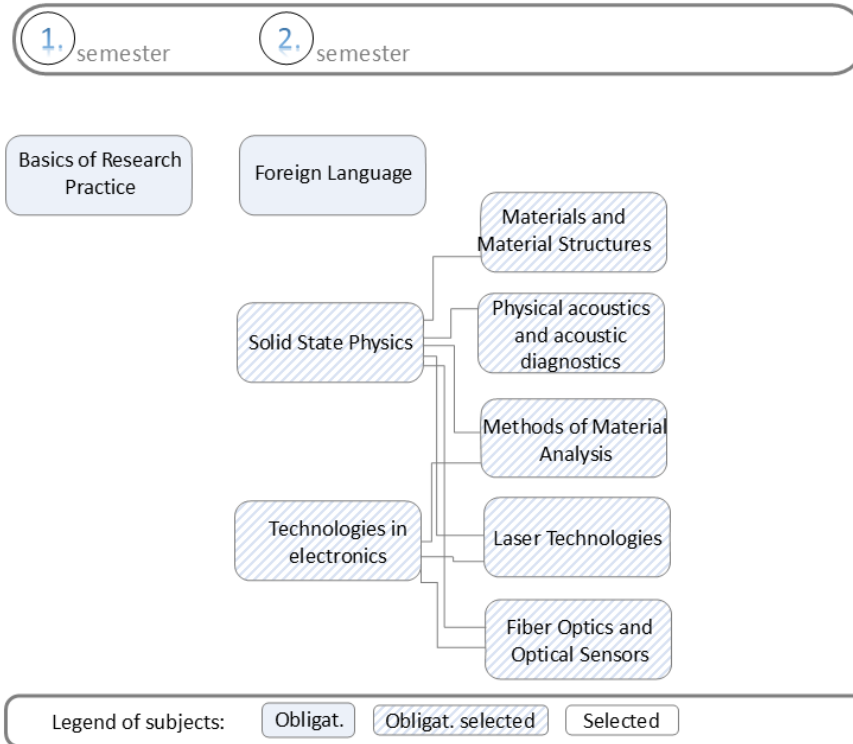 1. semester 2. semester
Basics of Research
Practice
Foreign Language
Materials and
Material Structures
Solid State Physics
Physical acoustics
and acoustic
diagnostics
Methods of Material
Analysis
Technologies in
electronics
Laser Technologies
Fiber Optics and
Optical Sensors
Legend of subjects: Obligat. Obligat. selected Selected